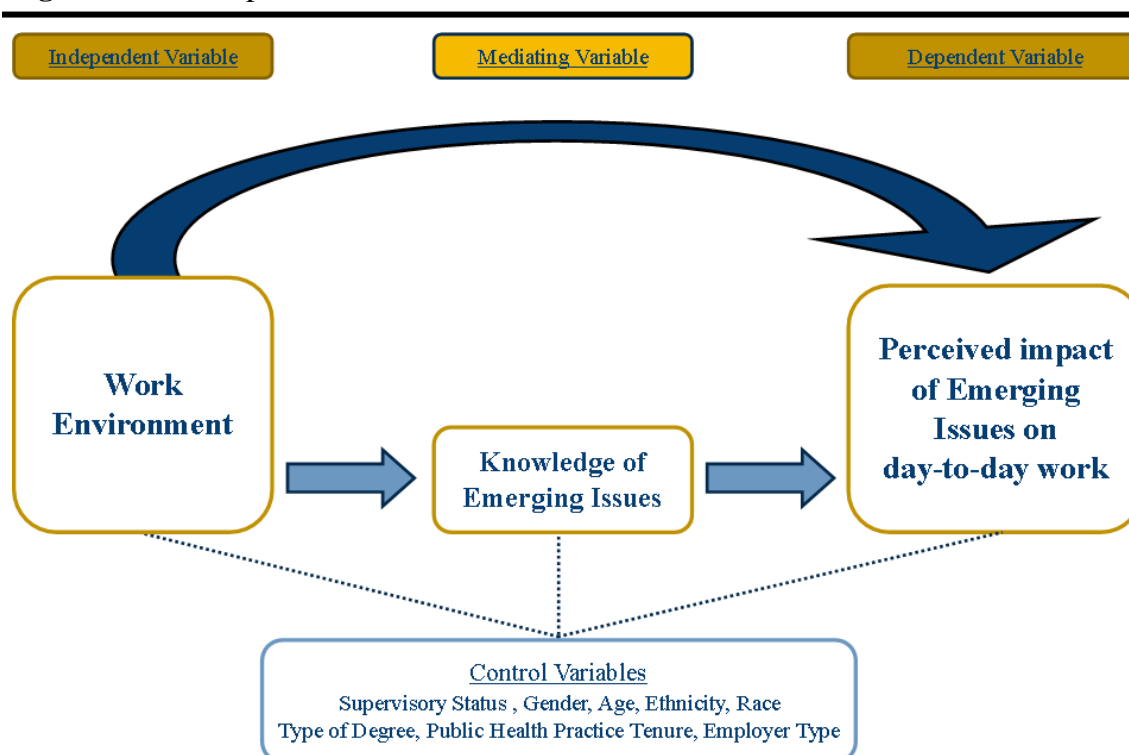 Independent Variable
Mediating Variable
Dependent Variable
Work
Environment
Knowledge of
Emerging Issues
Perceived impact
of Emerging
Issues on
day-to-day work
Control Variables
Supervisory Status , Gender, Age, Ethnicity, Race
Type of Degree, Public Health Practice Tenure, Employer Type